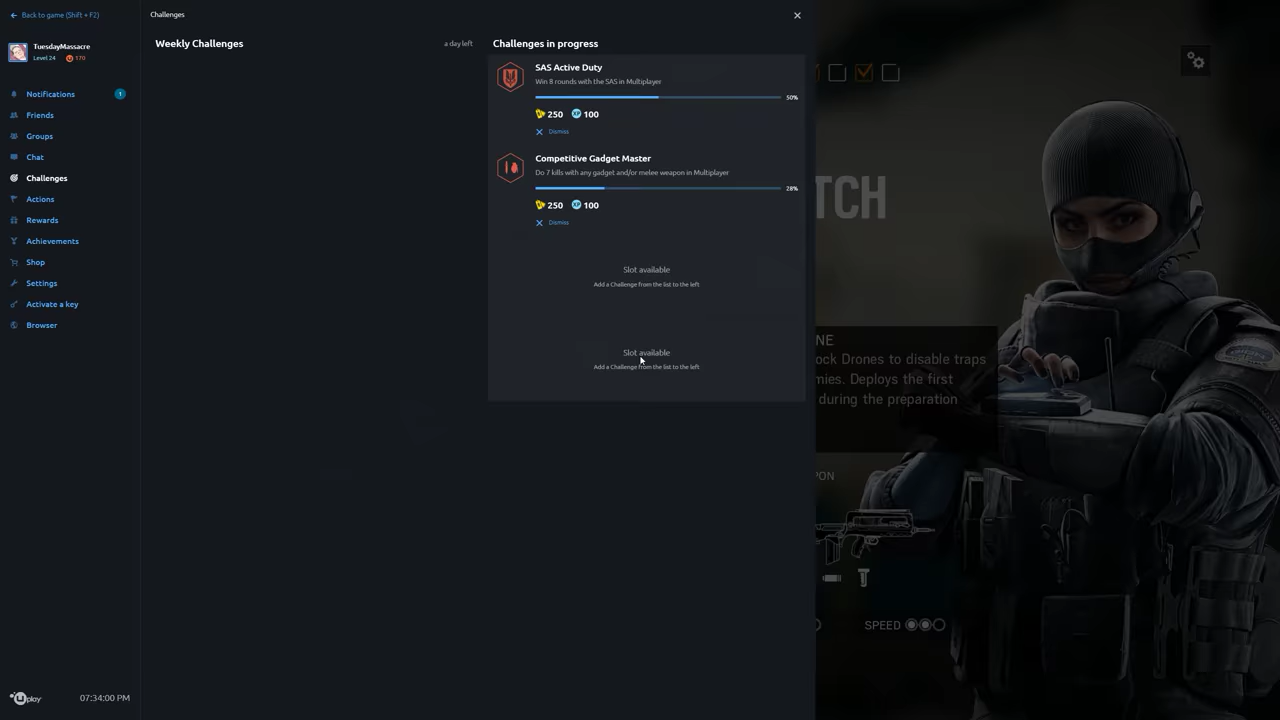 Back to game (Shift + F2)
TuesdayMassacre
Level 24 170
Notifications 1
Friends
Groups
Chat
Challenges
Actions
Rewards
Achievements
Shop
Settings
Activate a key
Browser
uplay 07:34:00 PM
Challenges
Weekly Challenges a day left
Challenges in progress
SAS Active Duty
Win 8 rounds with the SAS in Multiplayer
50%
250 XP 100
Dismiss
Competitive Gadget Master
Do 7 kills with any gadget and/or melee weapon in Multiplayer
28%
250 XP 100
Dismiss
Slot available
Add a Challenge from the list to the left
Slot available
Add a Challenge from the list to the left
TCH
NE
ock Drones to disable traps
mies. Deploys the first
during the preparation
PON
SPEED